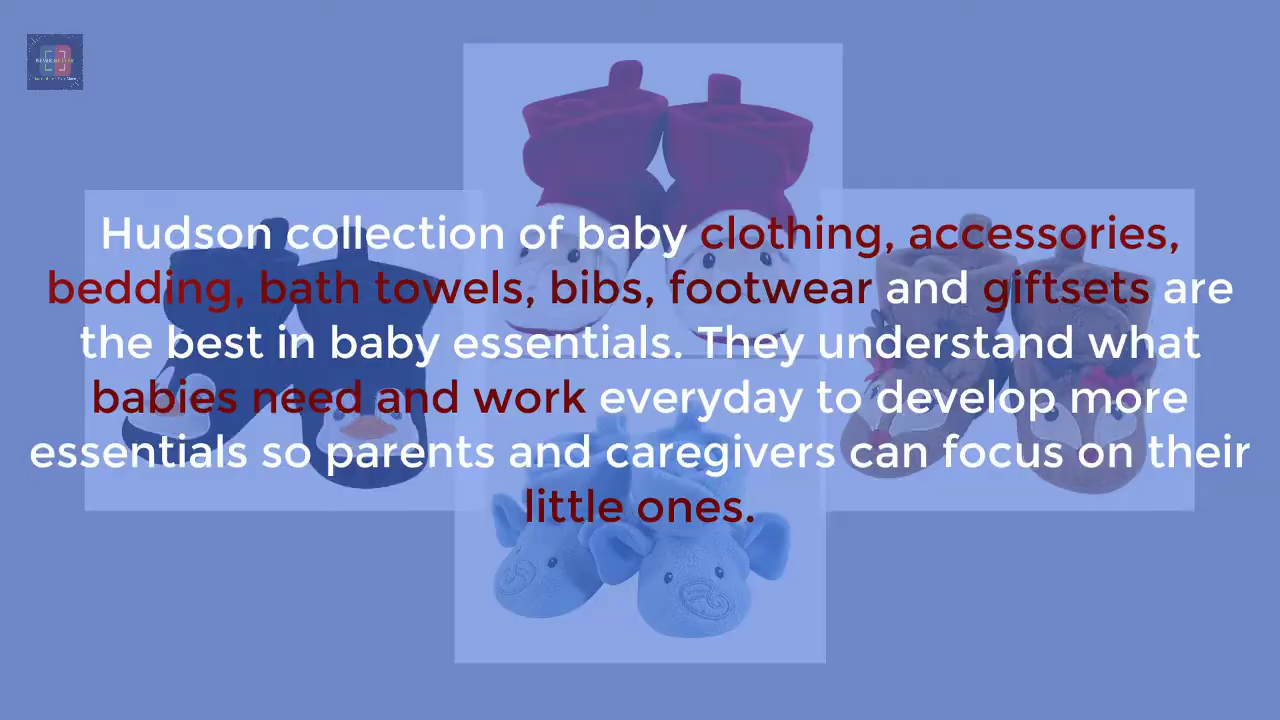 Hudson collection of baby clothing, accessories,
bedding, bath towels, bibs, footwear and giftsets are
the best in baby essentials. They understand what
babies need and work everyday to develop more
essentials so parents and caregivers can focus on their
little ones.